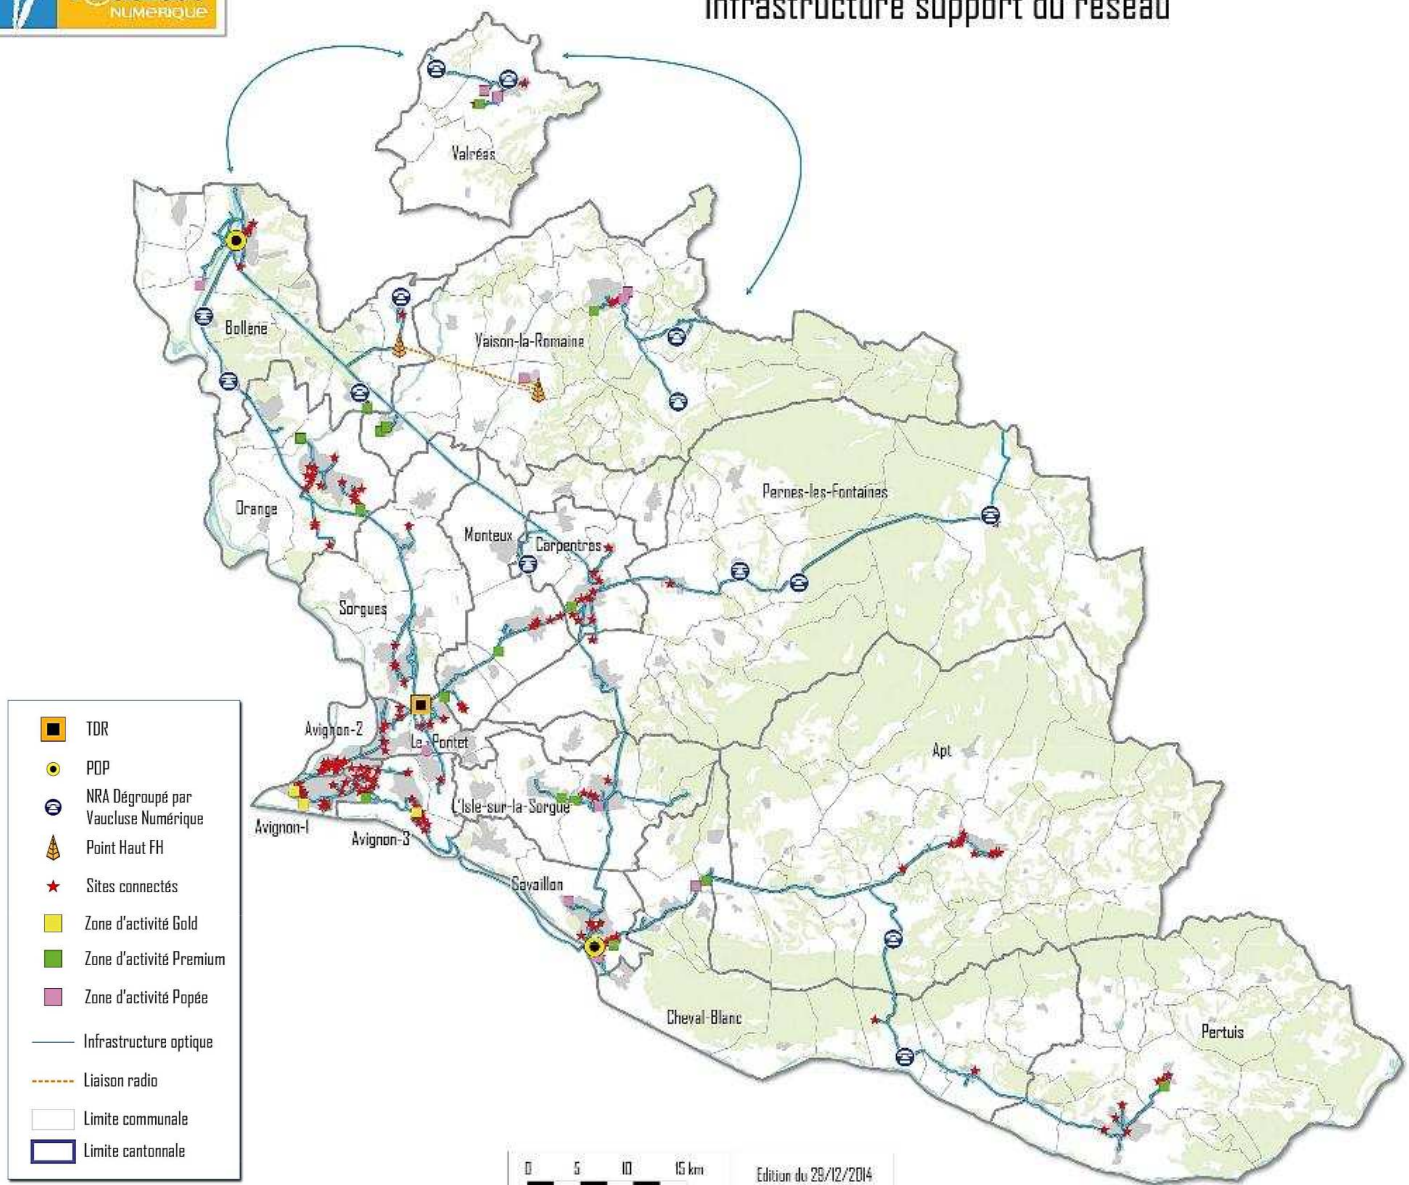 NUMERIQUE
Infrastructure support du réseau
Valréas
Bollène
Vaison-la-Romaine
Orange
Pernes-les-Fontaines
Monteux
Carpentras
Sorgues
Avignon-2
Le Pontet
Apt
L'Isle-sur-la-Sorgue
Avignon-1
Avignon-3
Cavaillon
Cheval-Blanc
Pertuis
TDR
POP
NRA Dégroupé par
Vaucluse Numérique
Point Haut FH
Sites connectés
Zone d'activité Gold
Zone d'activité Premium
Zone d'activité Popée
Infrastructure optique
Liaison radio
Limite communale
Limite cantonnale
0 5 10 15 km
Edition du 29/12/2014